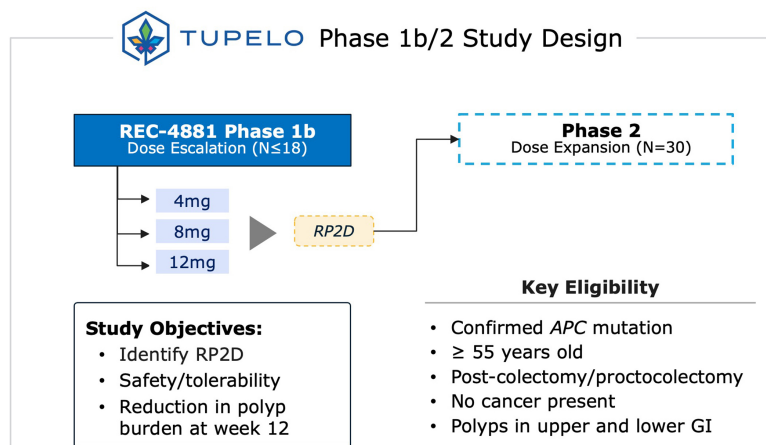 TUPELO Phase 1b/2 Study Design
REC-4881 Phase 1b
Dose Escalation (N≤18)
Phase 2
Dose Expansion (N=30)
4mg
8mg
12mg
RP2D
Study Objectives:
• Identify RP2D
• Safety/tolerability
• Reduction in polyp
burden at week 12
Key Eligibility
• Confirmed APC mutation
• ≥ 55 years old
• Post-colectomy/proctocolectomy
• No cancer present
• Polyps in upper and lower GI